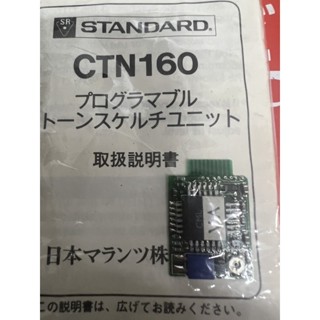 SR STANDARD.
CTN160
プログラマブル
トーンスケルチユニット
取扱説明書
日本マランツ株
この説明書は、広げてお読みください。